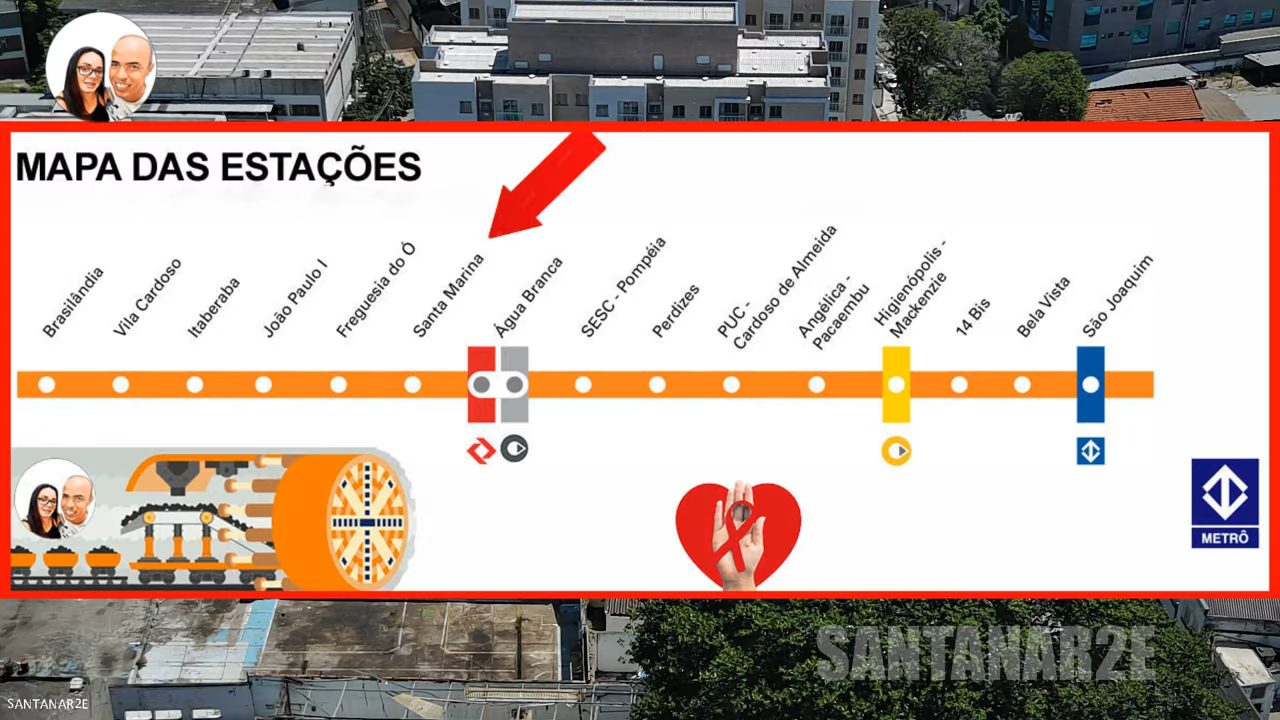 MAPA DAS ESTAÇÕES
Brasilândia
Vila Cardoso
Itaberaba
João Paulo I
Freguesia do Ó
Santa Marina
Água Branca
SESC - Pompéia
Perdizes
PUC -
Cardoso de Almeida
Angélica -
Pacaembu
Higienópolis -
Mackenzie
14 Bis
Bela Vista
São Joaquim
METRÔ
SANTANAR2E
SANTANAR2E